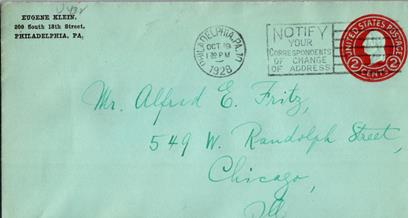 EUGENE KLEIN,
200 South 13th Street,
PHILADELPHIA, PA.
PHILADELPHIA, PA.
OCT 19
1928
NOTIFY
YOUR
CORRESPONDENTS
OF CHANGE
OF ADDRESS
UNITED STATES POSTAGE
2 CENTS 2
Mr. Alfred E. Fritz,
549 W. Randolph Street,
Chicago,
Ill.